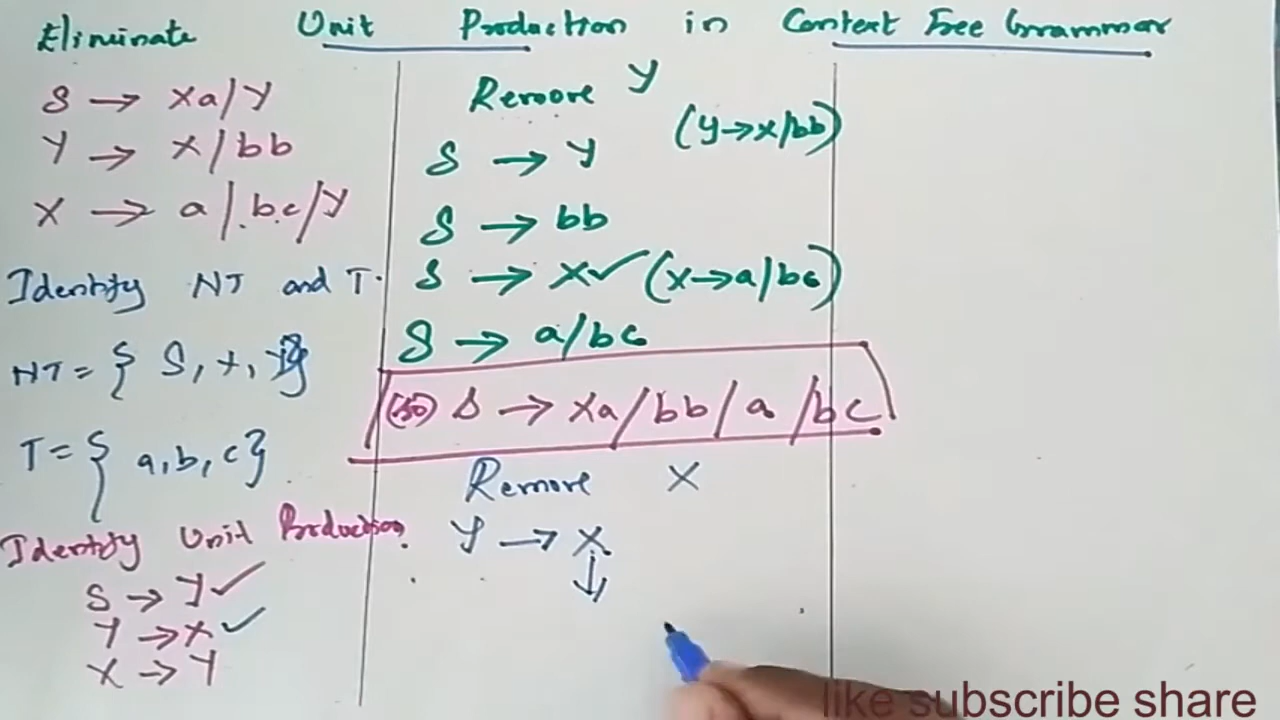 Eliminate Unit Production in Context Free Grammar
S → Xa/Y
Y → X/bb
X → a/bc/Y
Identify NT and T.
NT = { S, X, Y}
T = { a, b, c}
Identify Unit Production.
S → Y ✓
Y → X ✓
X → Y
Remove Y
(Y→X/bb)
S → Y
S → bb
S → X ✓ (X→a/bc)
S → a/bc
(so) S → Xa/bb/a/bc
Remove X
Y → X
↓
like subscribe share